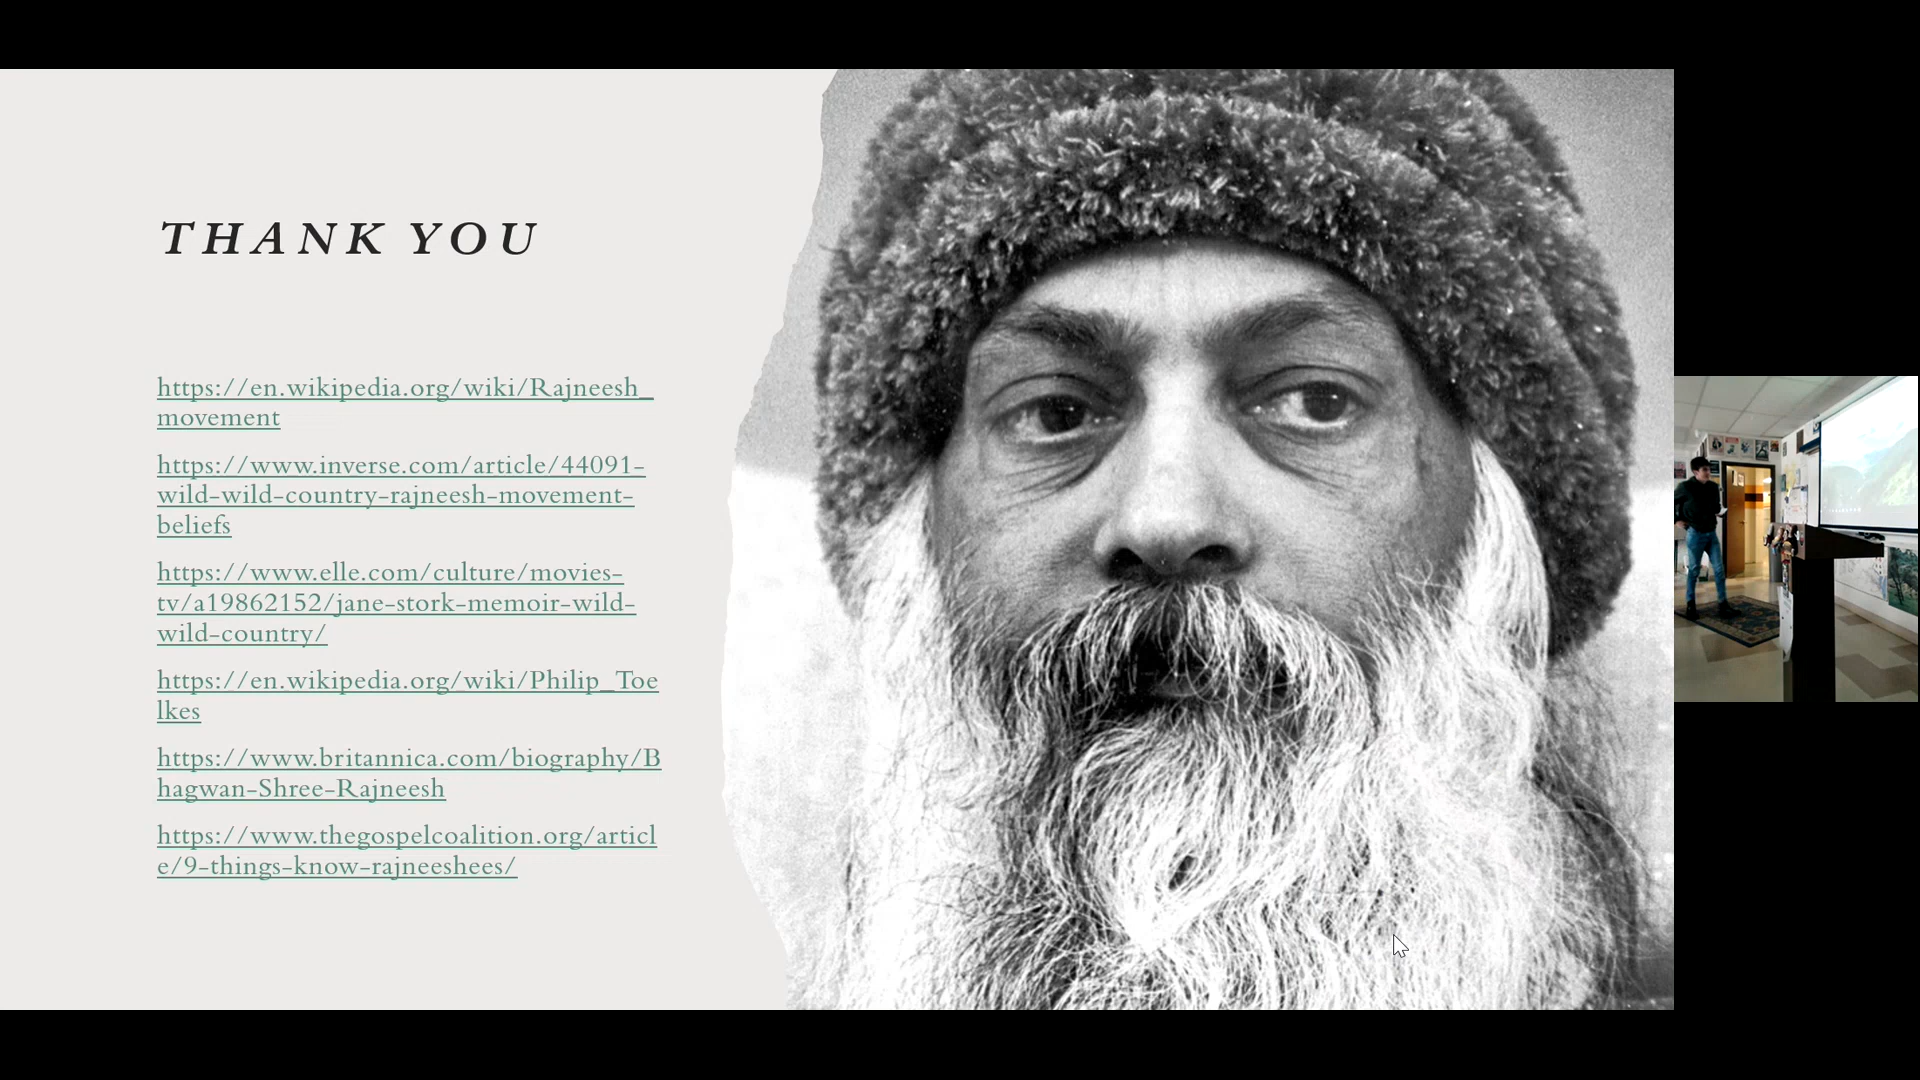 THANK YOU
https://en.wikipedia.org/wiki/Rajneesh_
movement
https://www.inverse.com/article/44091-
wild-wild-country-rajneesh-movement-
beliefs
https://www.elle.com/culture/movies-
tv/a19862152/jane-stork-memoir-wild-
wild-country/
https://en.wikipedia.org/wiki/Philip_Toe
lkes
https://www.britannica.com/biography/B
hagwan-Shree-Rajneesh
https://www.thegospelcoalition.org/articl
e/9-things-know-rajneeshees/